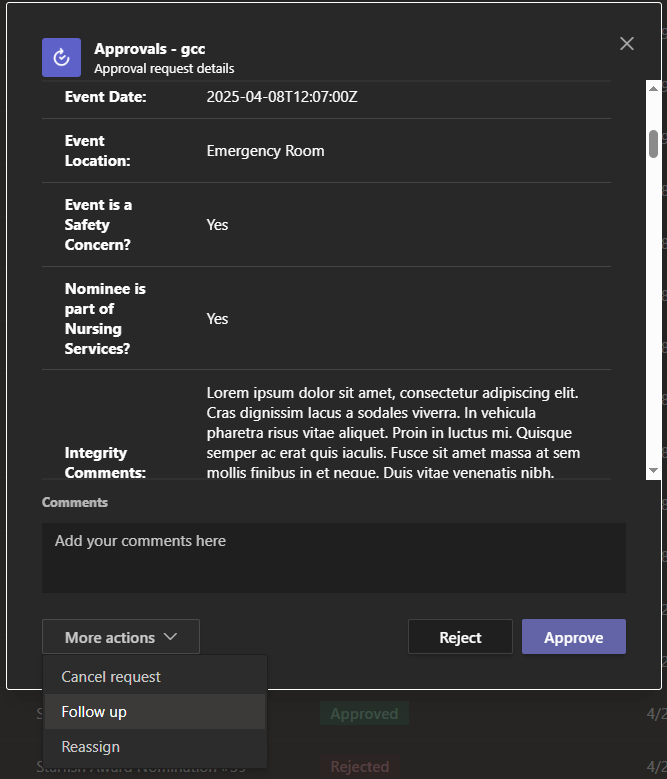 Approvals - gcc
Approval request details
Event Date: 2025-04-08T12:07:00Z
Event
Location:
Emergency Room
Event is a
Safety
Concern?
Yes
Nominee is
part of
Nursing
Services?
Yes
Integrity
Comments:
Lorem ipsum dolor sit amet, consectetur adipiscing elit.
Cras dignissim lacus a sodales viverra. In vehicula
pharetra risus vitae aliquet. Proin in luctus mi. Quisque
semper ac erat quis iaculis. Fusce sit amet massa at sem
mollis finibus in et neque. Duis vitae venenatis nibh.
Comments
Add your comments here
More actions
Reject
Approve
Cancel request
Follow up
Reassign
Approved
4/2
Starfish Award Nomination
Rejected
4/2